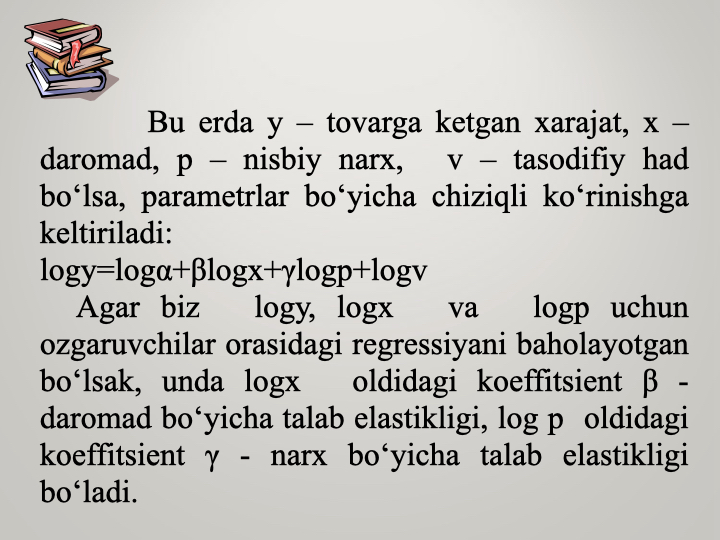 Bu erda y – tovarga ketgan xarajat, x –
daromad, p – nisbiy narx, v – tasodifiy had
bo‘lsa, parametrlar bo‘yicha chiziqli ko‘rinishga
keltiriladi:
logy=logα+βlogx+γlogp+logv
Agar biz logy, logx va logp uchun
ozgaruvchilar orasidagi regressiyani baholayotgan
bo‘lsak, unda logx oldidagi koeffitsient β -
daromad bo‘yicha talab elastikligi, log p oldidagi
koeffitsient γ - narx bo‘yicha talab elastikligi
bo‘ladi.